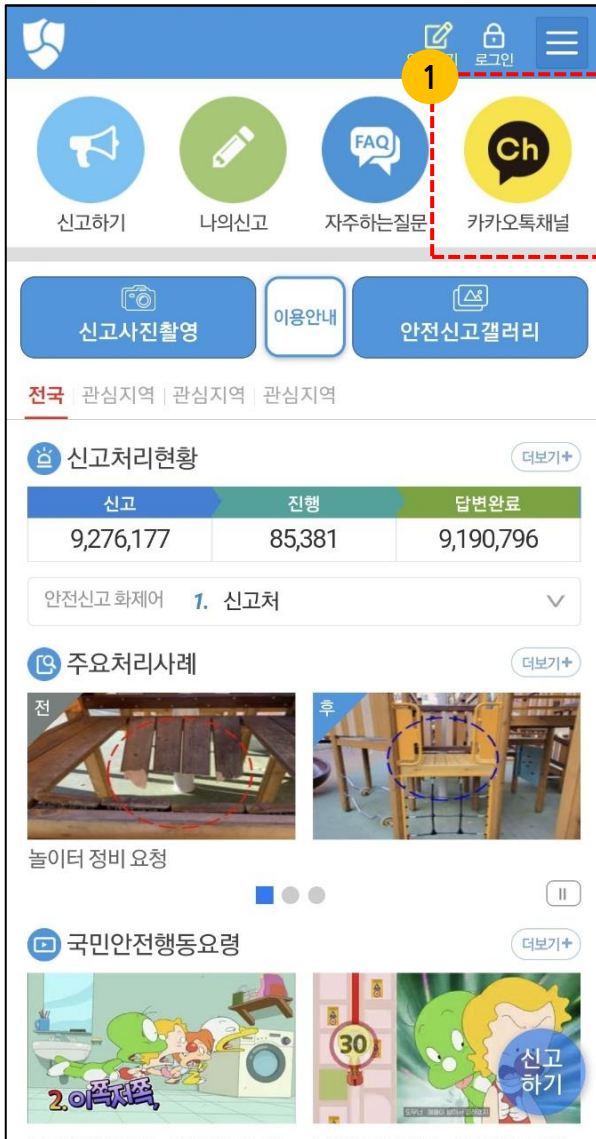 로그인
1
FAQ
Ch
신고하기
나의신고
자주하는질문
카카오톡채널
신고사진촬영
이용안내
안전신고갤러리
전국 관심지역 관심지역 관심지역
신고처리현황
더보기+
신고 진행 답변완료
9,276,177 85,381 9,190,796
안전신고 화제어 1. 신고처
주요처리사례
더보기+
전
후
놀이터 정비 요청
국민안전행동요령
더보기+
2. 이쪽저쪽,
30
신고
하기